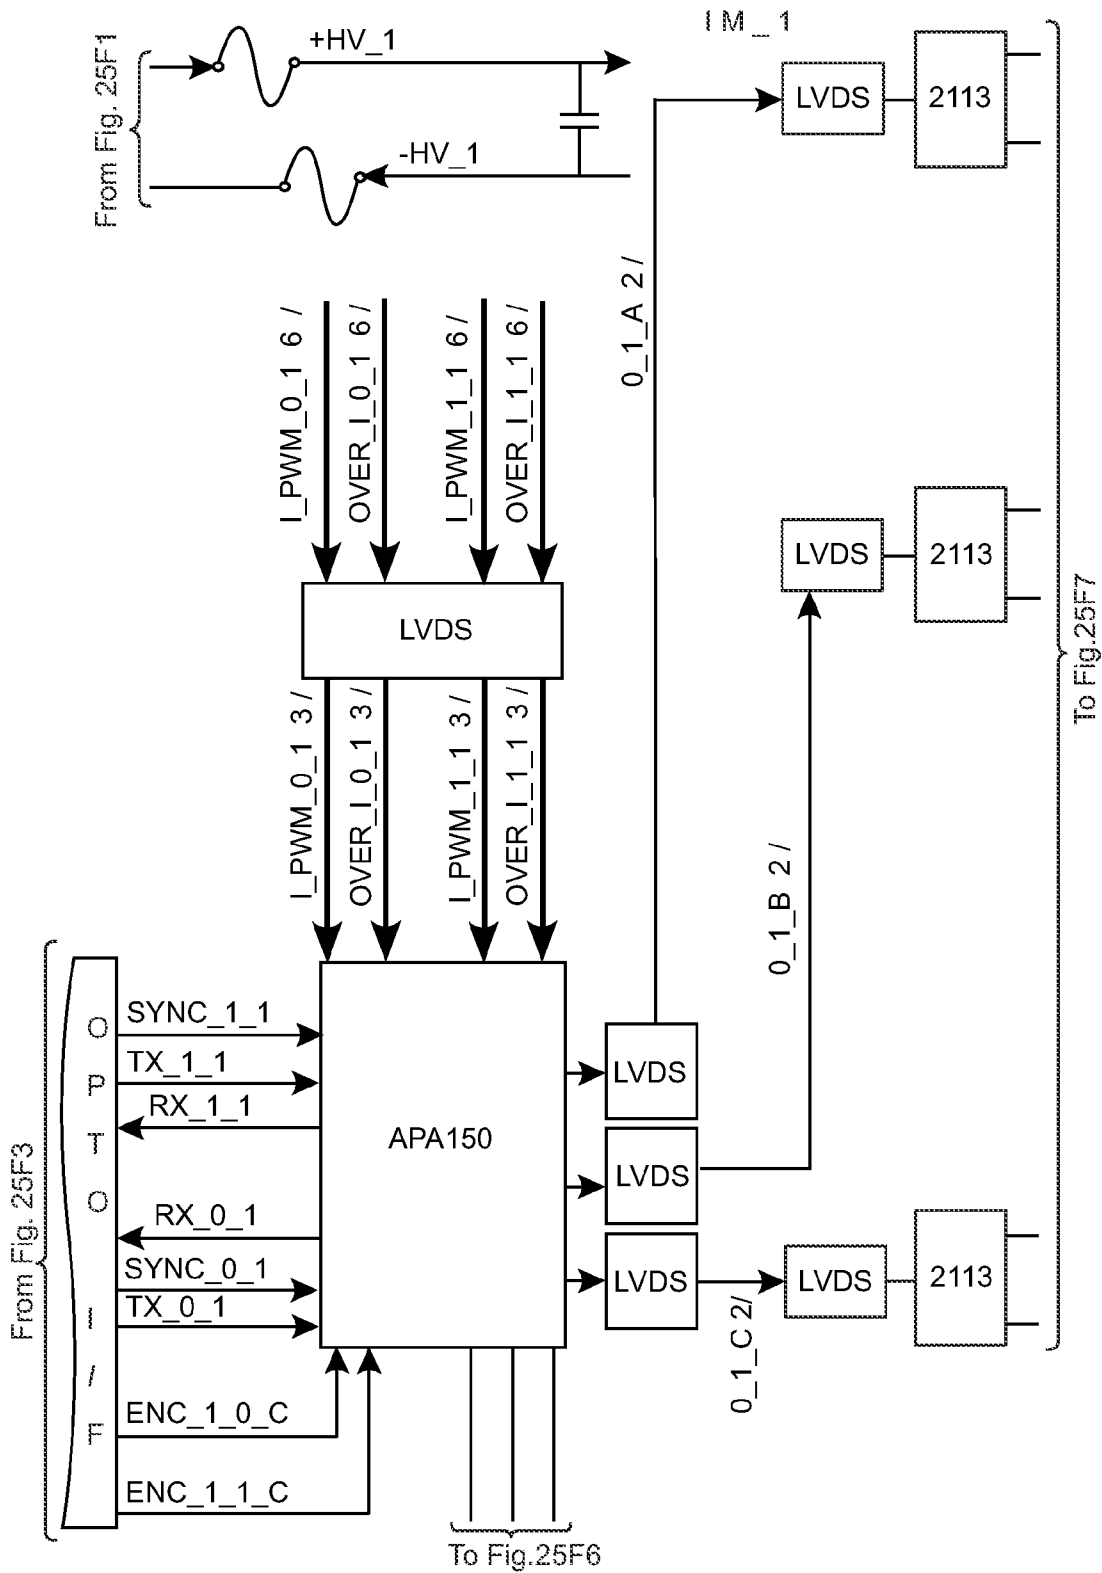 IM_1
From Fig. 25F1
+HV_1
-HV_1
LVDS
2113
0_1_A 2/
I_PWM_0_1 6 /
OVER_I_0_1 6/
I_PWM_1_1 6/
OVER_I_1_1 6/
LVDS
LVDS
2113
To Fig.25F7
I_PWM_0_1 3/
OVER_I_0_1 3/
I_PWM_1_1 3/
OVER_I_1_1 3/
0_1_B 2/
From Fig. 25F3
OPTO I/F
SYNC_1_1
TX_1_1
RX_1_1
RX_0_1
SYNC_0_1
TX_0_1
ENC_1_0_C
ENC_1_1_C
APA150
LVDS
LVDS
LVDS
LVDS
2113
0_1_C 2/
To Fig.25F6